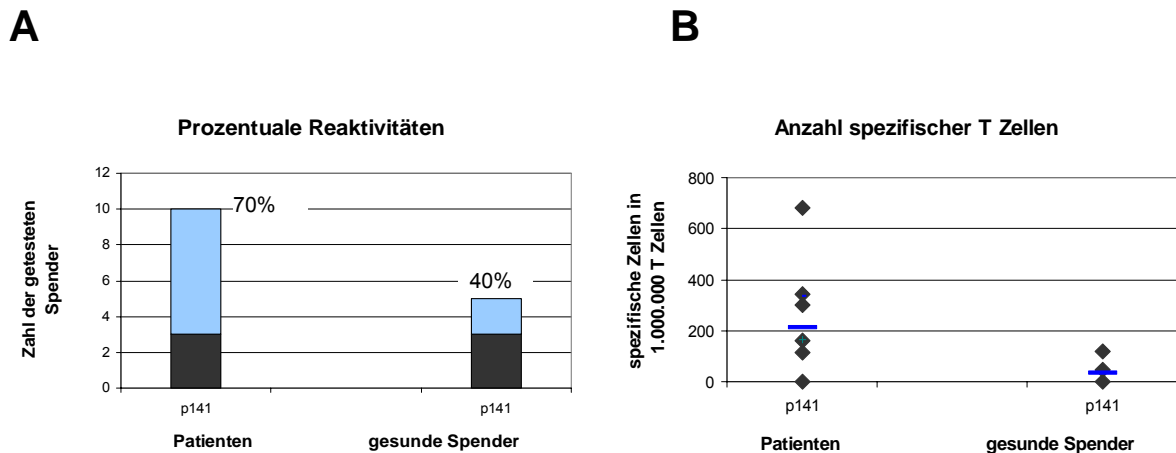 A
Prozentuale Reaktivitäten
Zahl der getesteten
Spender
12
10
8
6
4
2
0
70%
40%
p141
p141
Patienten
gesunde Spender
B
Anzahl spezifischer T Zellen
spezifische Zellen in
1.000.000 T Zellen
800
600
400
200
0
p141
p141
Patienten
gesunde Spender